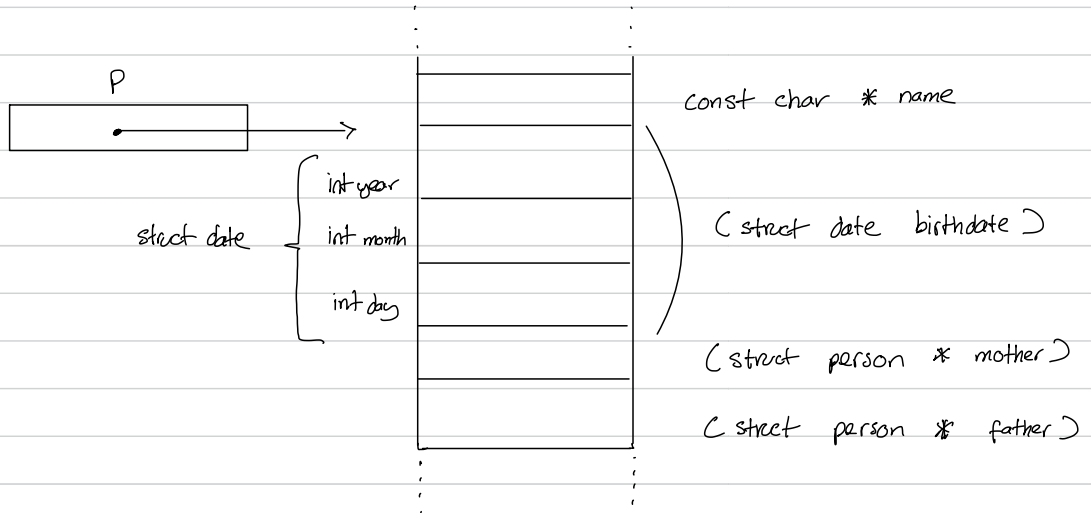 P
const char * name
int year
struct date
int month
int day
(struct date birthdate)
(struct person * mother)
(struct person * father)